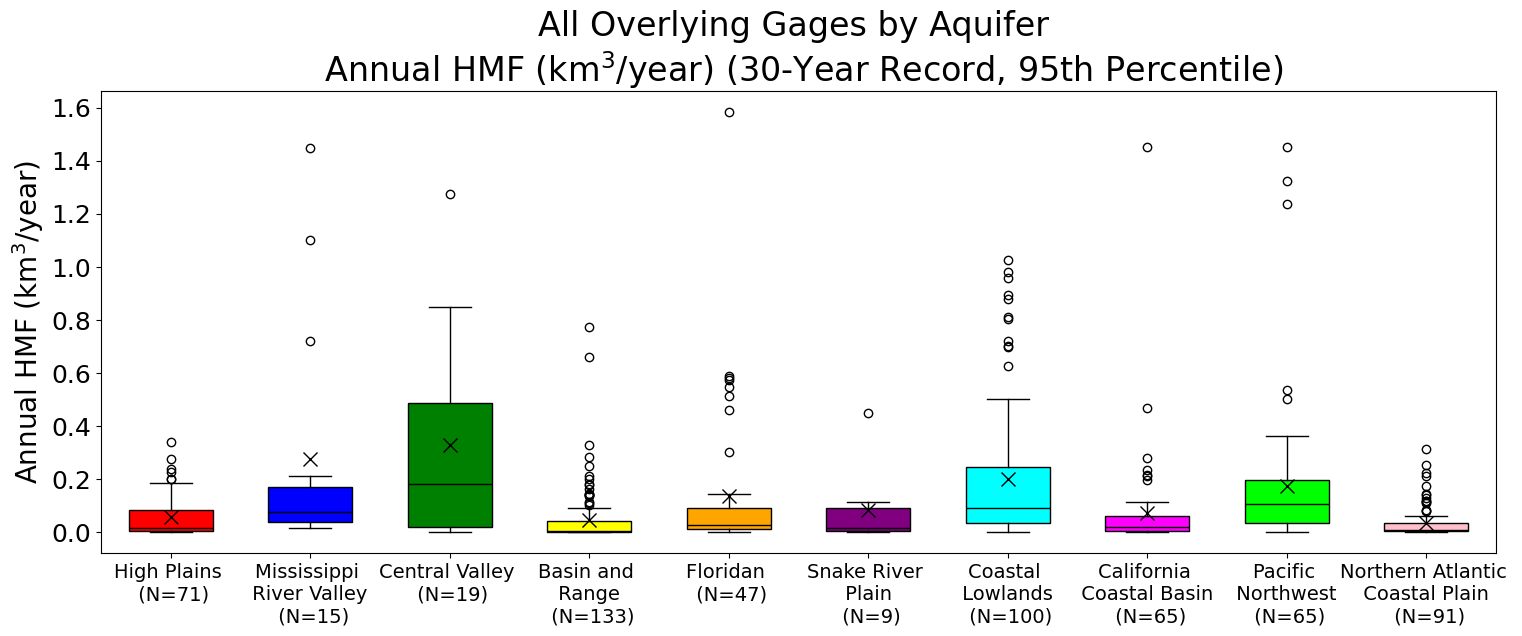 All Overlying Gages by Aquifer
Annual HMF (km³/year) (30-Year Record, 95th Percentile)
Annual HMF (km³/year)
1.6
1.4
1.2
1.0
0.8
0.6
0.4
0.2
0.0
High Plains
(N=71)
Mississippi
River Valley
(N=15)
Central Valley
(N=19)
Basin and
Range
(N=133)
Floridan
(N=47)
Snake River
Plain
(N=9)
Coastal
Lowlands
(N=100)
California
Coastal Basin
(N=65)
Pacific
Northwest
(N=65)
Northern Atlantic
Coastal Plain
(N=91)